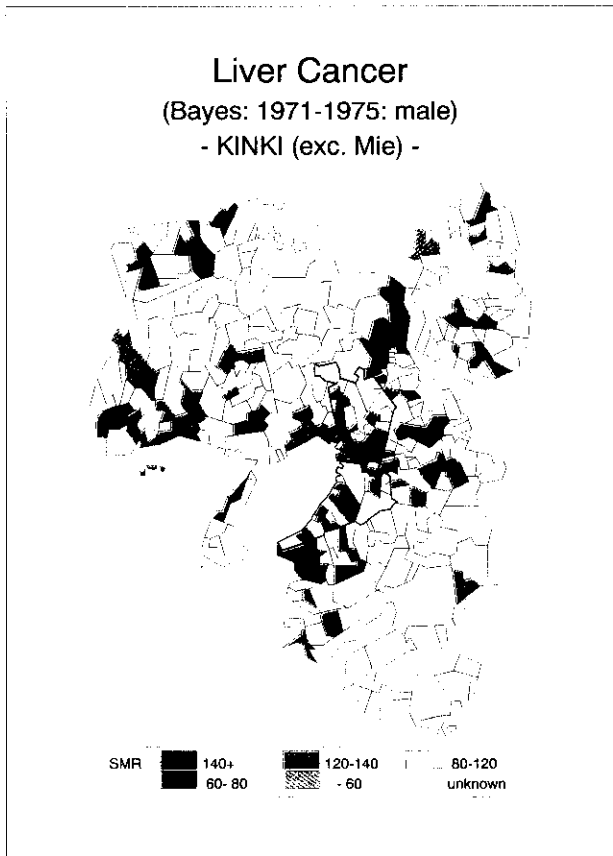 Liver Cancer
(Bayes: 1971-1975: male)
- KINKI (exc. Mie) -
SMR 140+ 120-140 80-120
60- 80 - 60 unknown